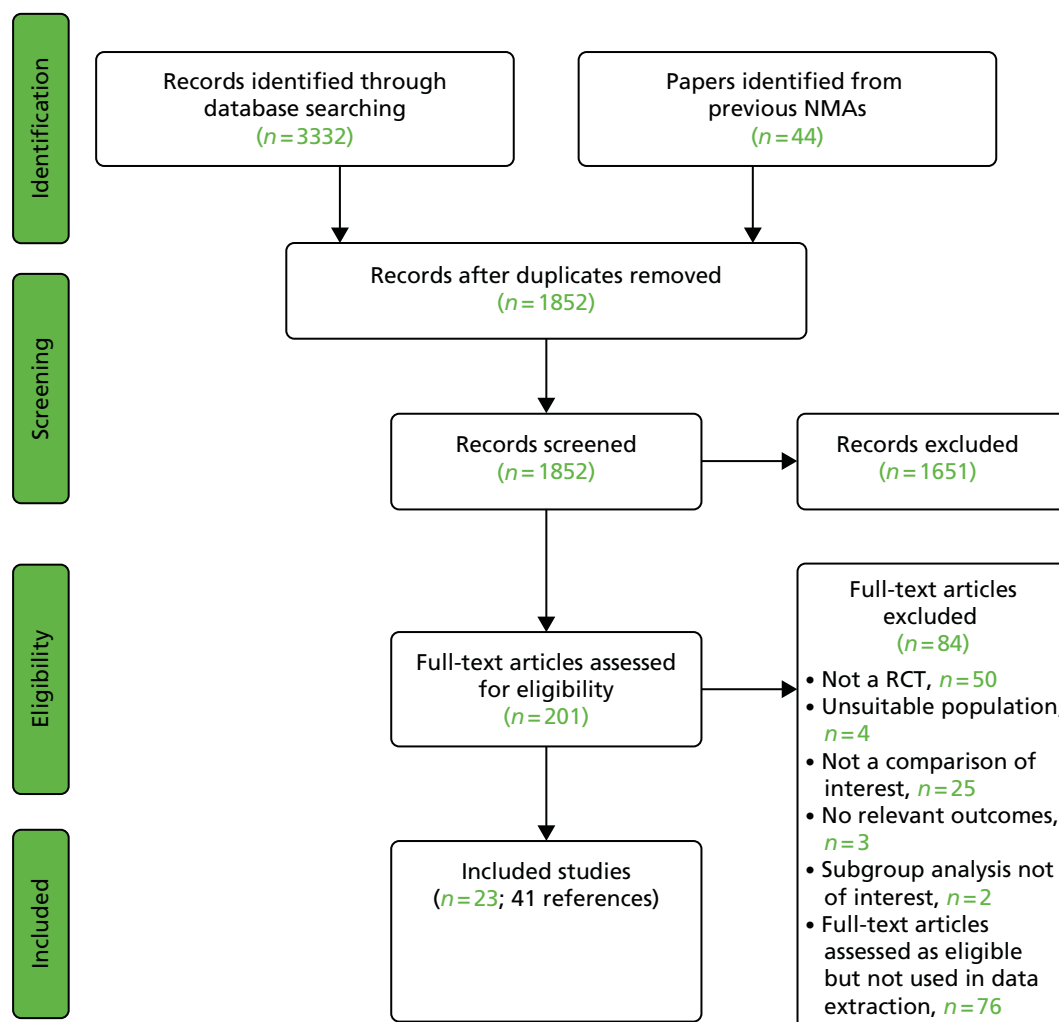 Identification
Records identified through
database searching
(n=3332)
Papers identified from
previous NMAs
(n=44)
Records after duplicates removed
(n=1852)
Screening
Records screened
(n=1852)
Records excluded
(n=1651)
Eligibility
Full-text articles assessed
for eligibility
(n=201)
Full-text articles
excluded
(n=84)
• Not a RCT, n=50
• Unsuitable population,
n=4
• Not a comparison of
interest, n=25
• No relevant outcomes,
n=3
• Subgroup analysis not
of interest, n=2
• Full-text articles
assessed as eligible
but not used in data
extraction, n=76
Included
Included studies
(n=23; 41 references)